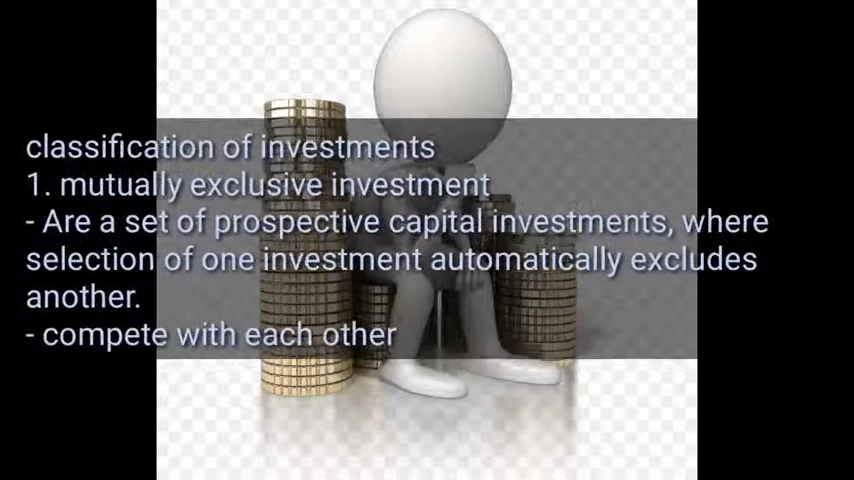 classification of investments
1. mutually exclusive investment
- Are a set of prospective capital investments, where
selection of one investment automatically excludes
another.
- compete with each other